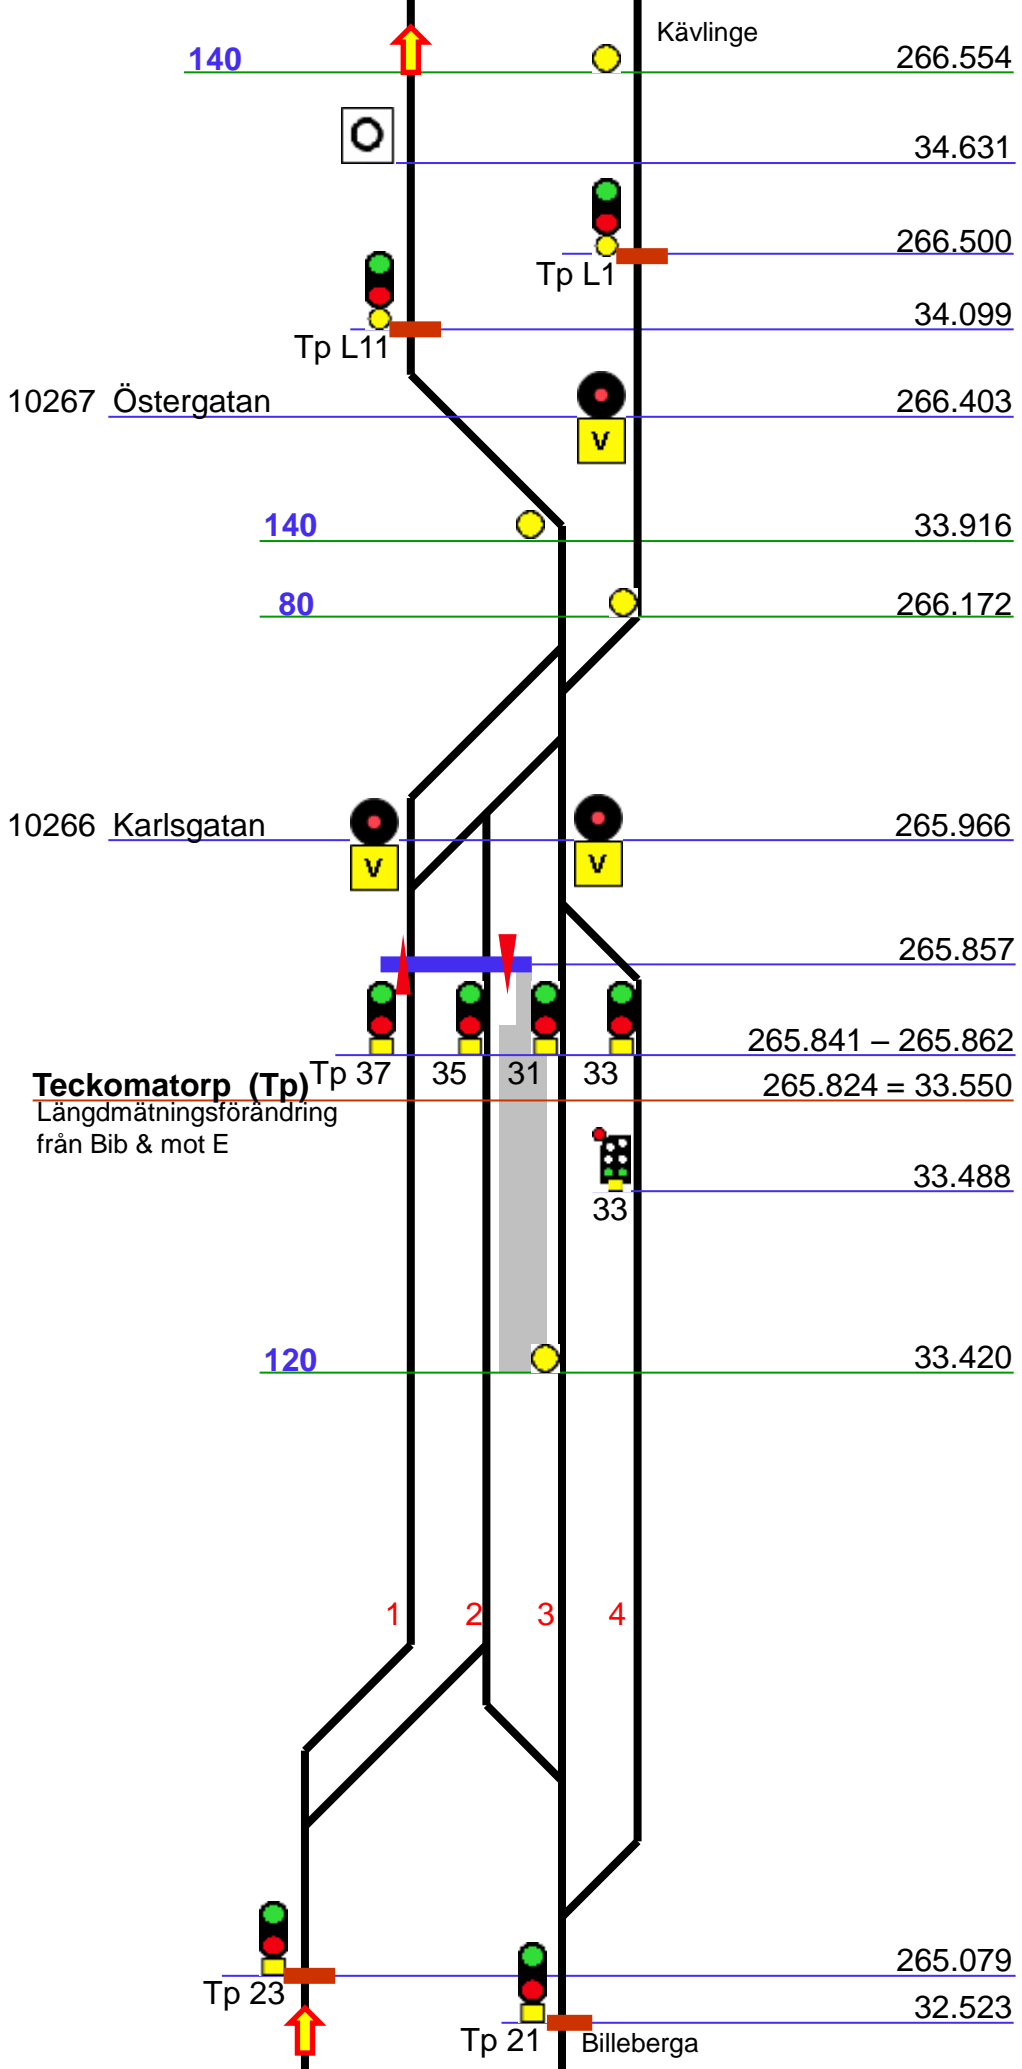 Kävlinge
140 266.554
34.631
266.500
Tp L1
34.099
Tp L11
10267 Östergatan 266.403
V
140 33.916
80 266.172
10266 Karlsgatan 265.966
V V
265.857
265.841 – 265.862
Tp 37 35 31 33
Teckomatorp (Tp) 265.824 = 33.550
Längdmätningsförändring
från Bib & mot E
33.488
33
120 33.420
1 2 3 4
265.079
Tp 23
32.523
Tp 21 Billeberga